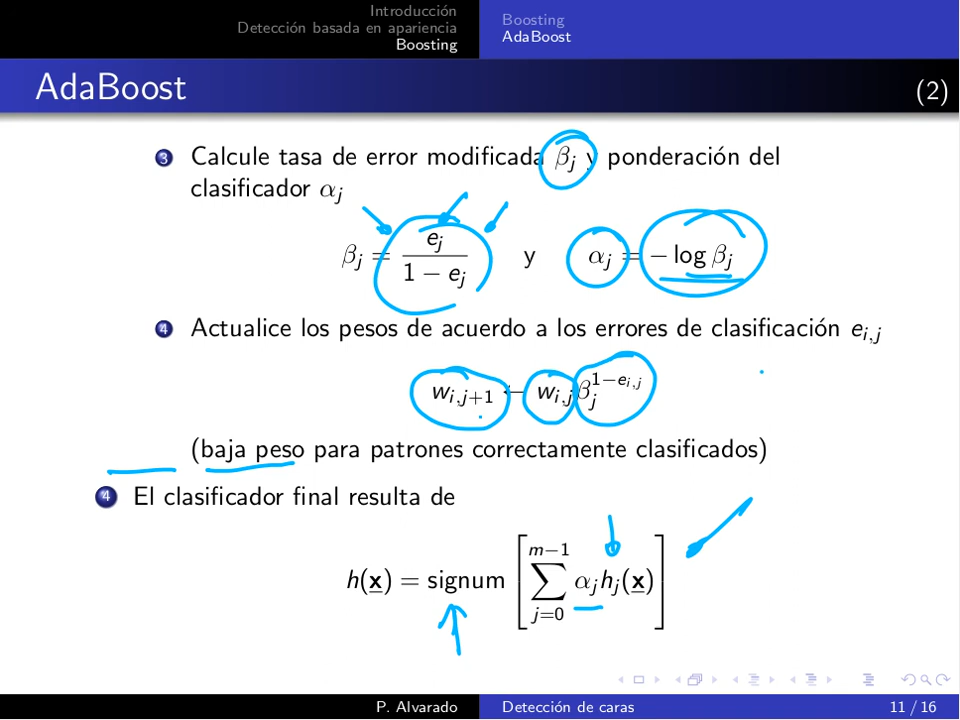 Introducción
Detección basada en apariencia
Boosting
Boosting
AdaBoost
AdaBoost (2)
3 Calcule tasa de error modificada βj y ponderación del
clasificador αj
βj = ej / (1 − ej) y αj = − log βj
4 Actualice los pesos de acuerdo a los errores de clasificación ei,j
wi,j+1 ← wi,j βj^(1−ei,j)
(baja peso para patrones correctamente clasificados)
4 El clasificador final resulta de
h(x) = signum [ ∑_{j=0}^{m−1} αj hj(x) ]
P. Alvarado Detección de caras 11 / 16